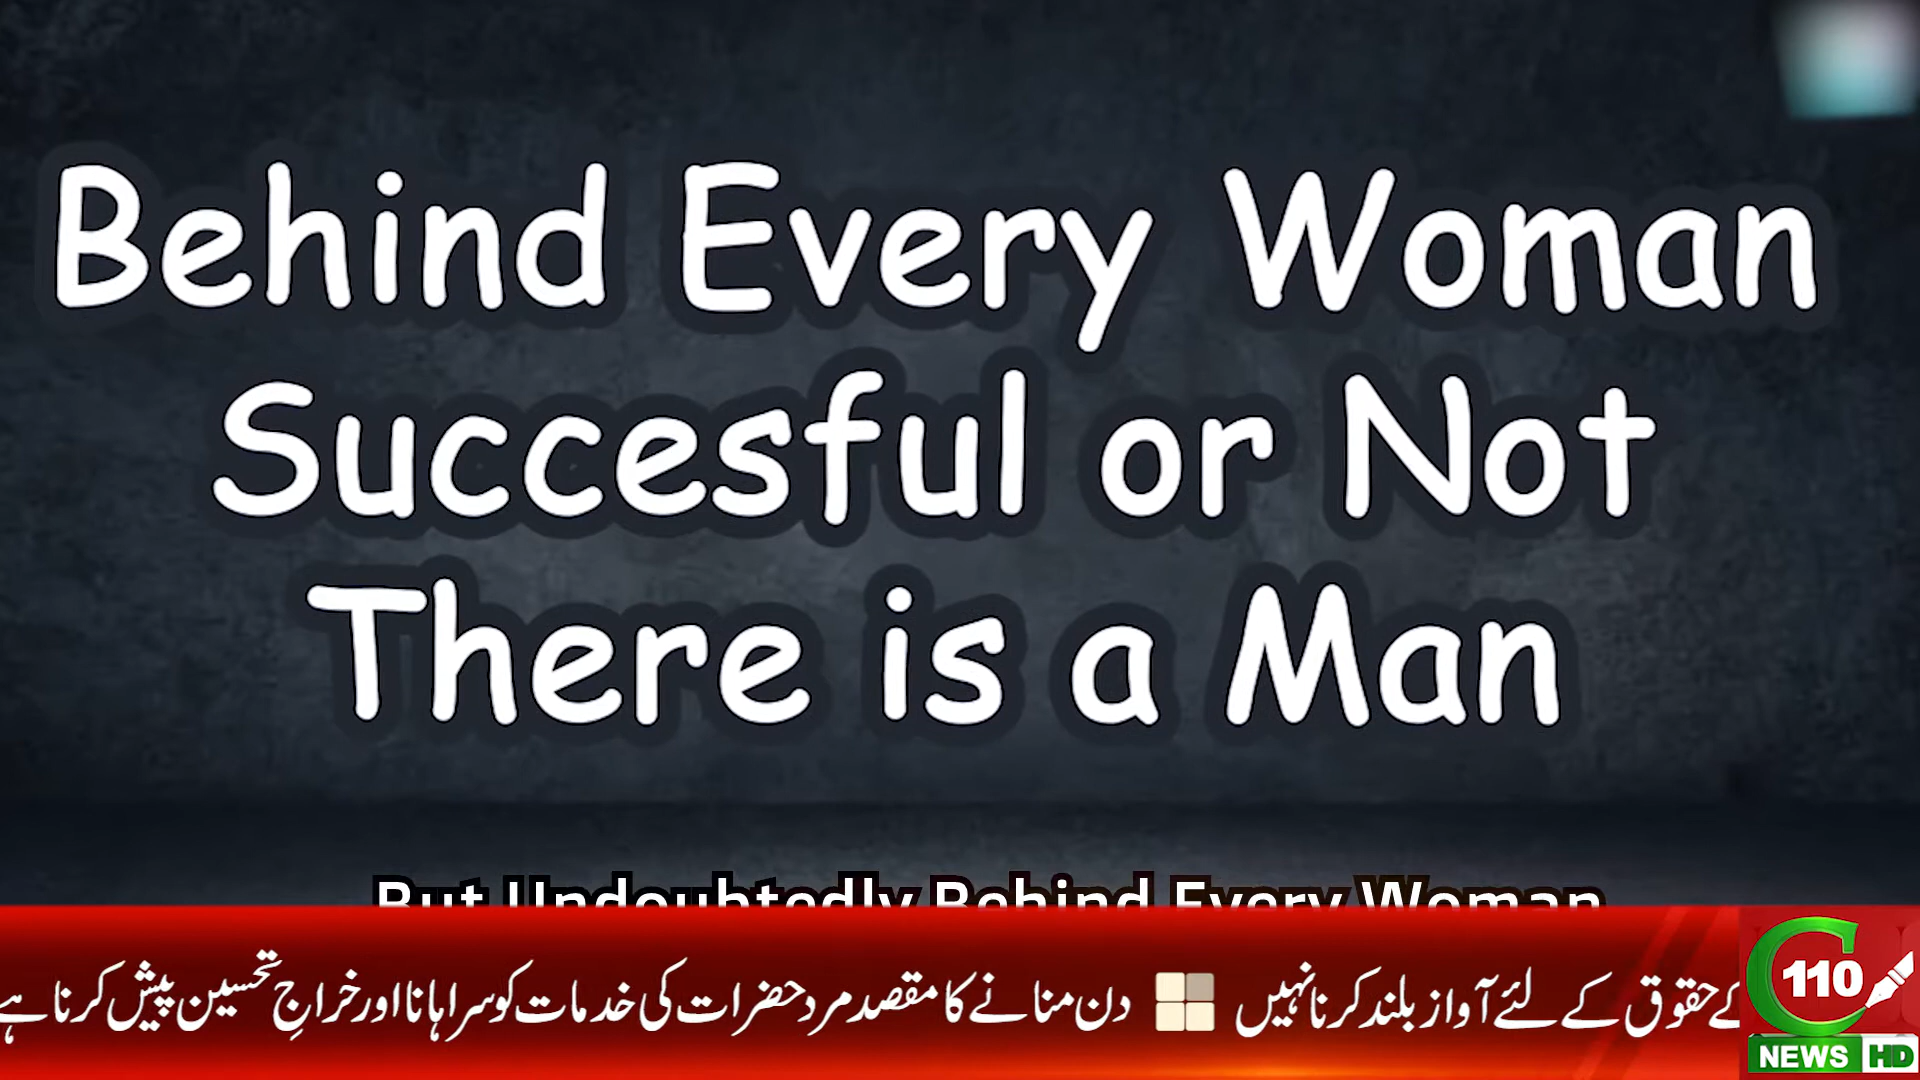 Behind Every Woman
Succesful or Not
There is a Man
But Undoubtedly Behind Every Woman
کے حقوق کے لئے آواز بلند کرنا نہیں
دن منانے کا مقصد مرد حضرات کی خدمات کو سراہانا اور خراجِ تحسین پیش کرنا ہے
C
110
NEWS HD